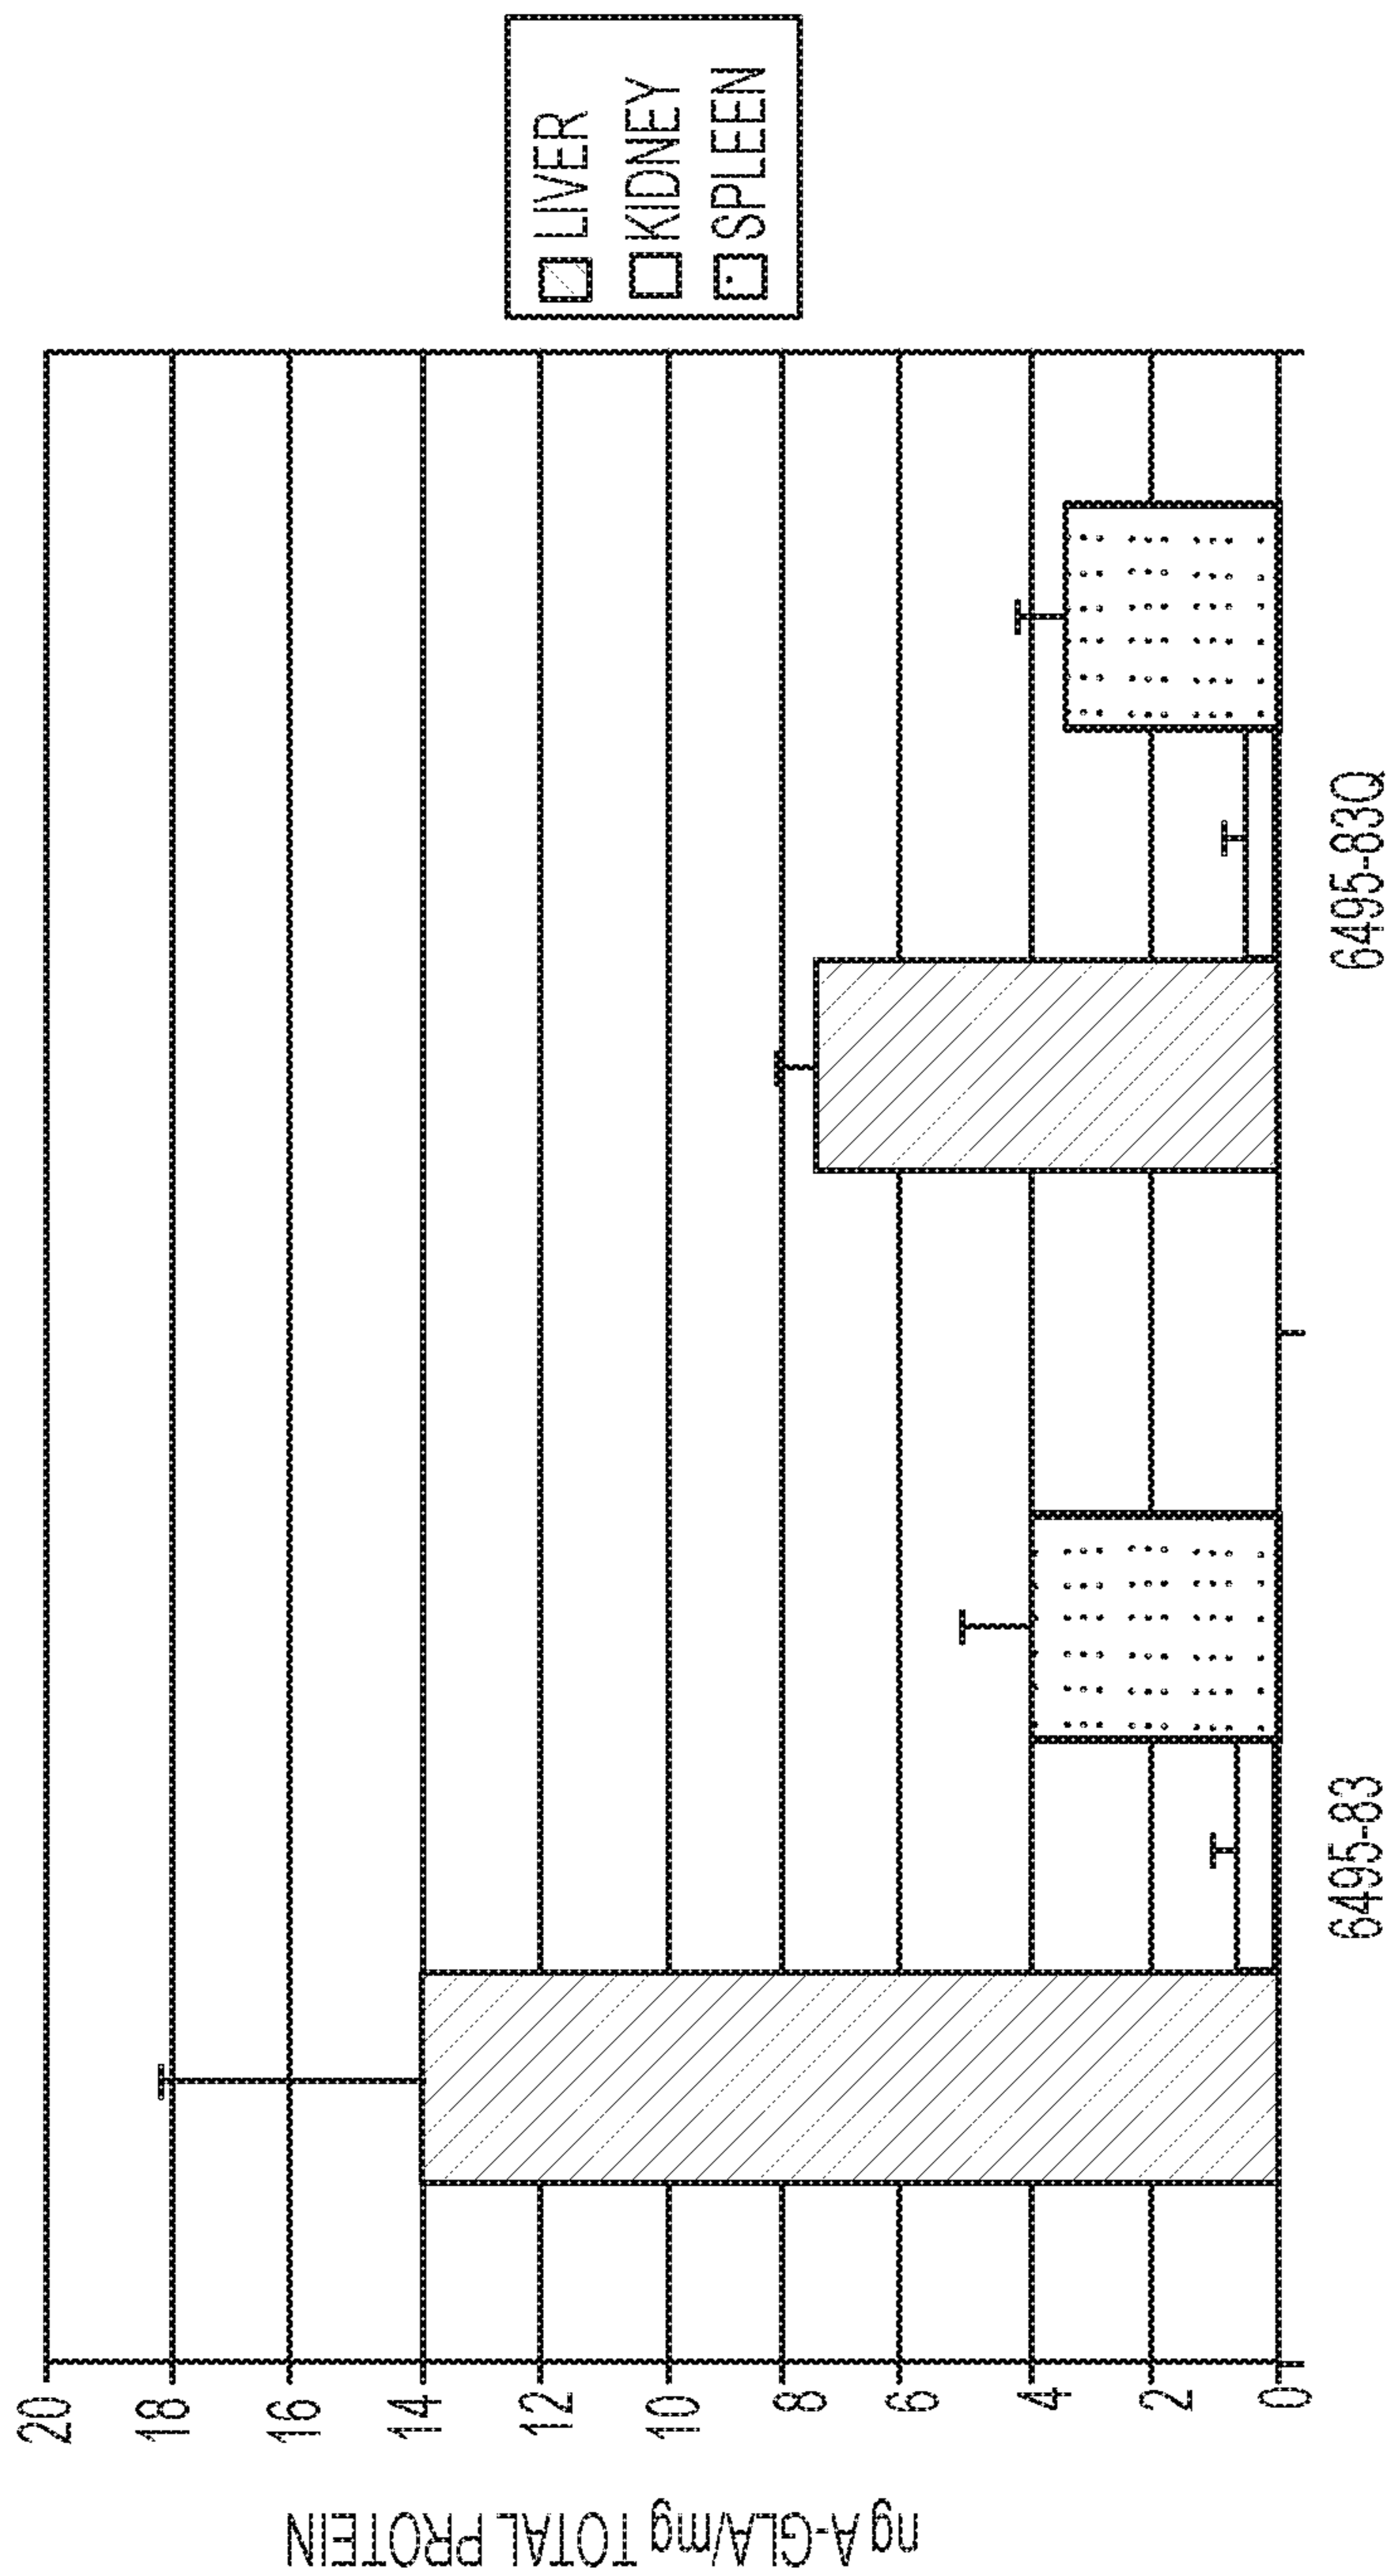 ng A-GLA/mg TOTAL PROTEIN
20
18
16
14
12
10
8
6
4
2
0
6495-83
6495-83Q
LIVER
KIDNEY
SPLEEN